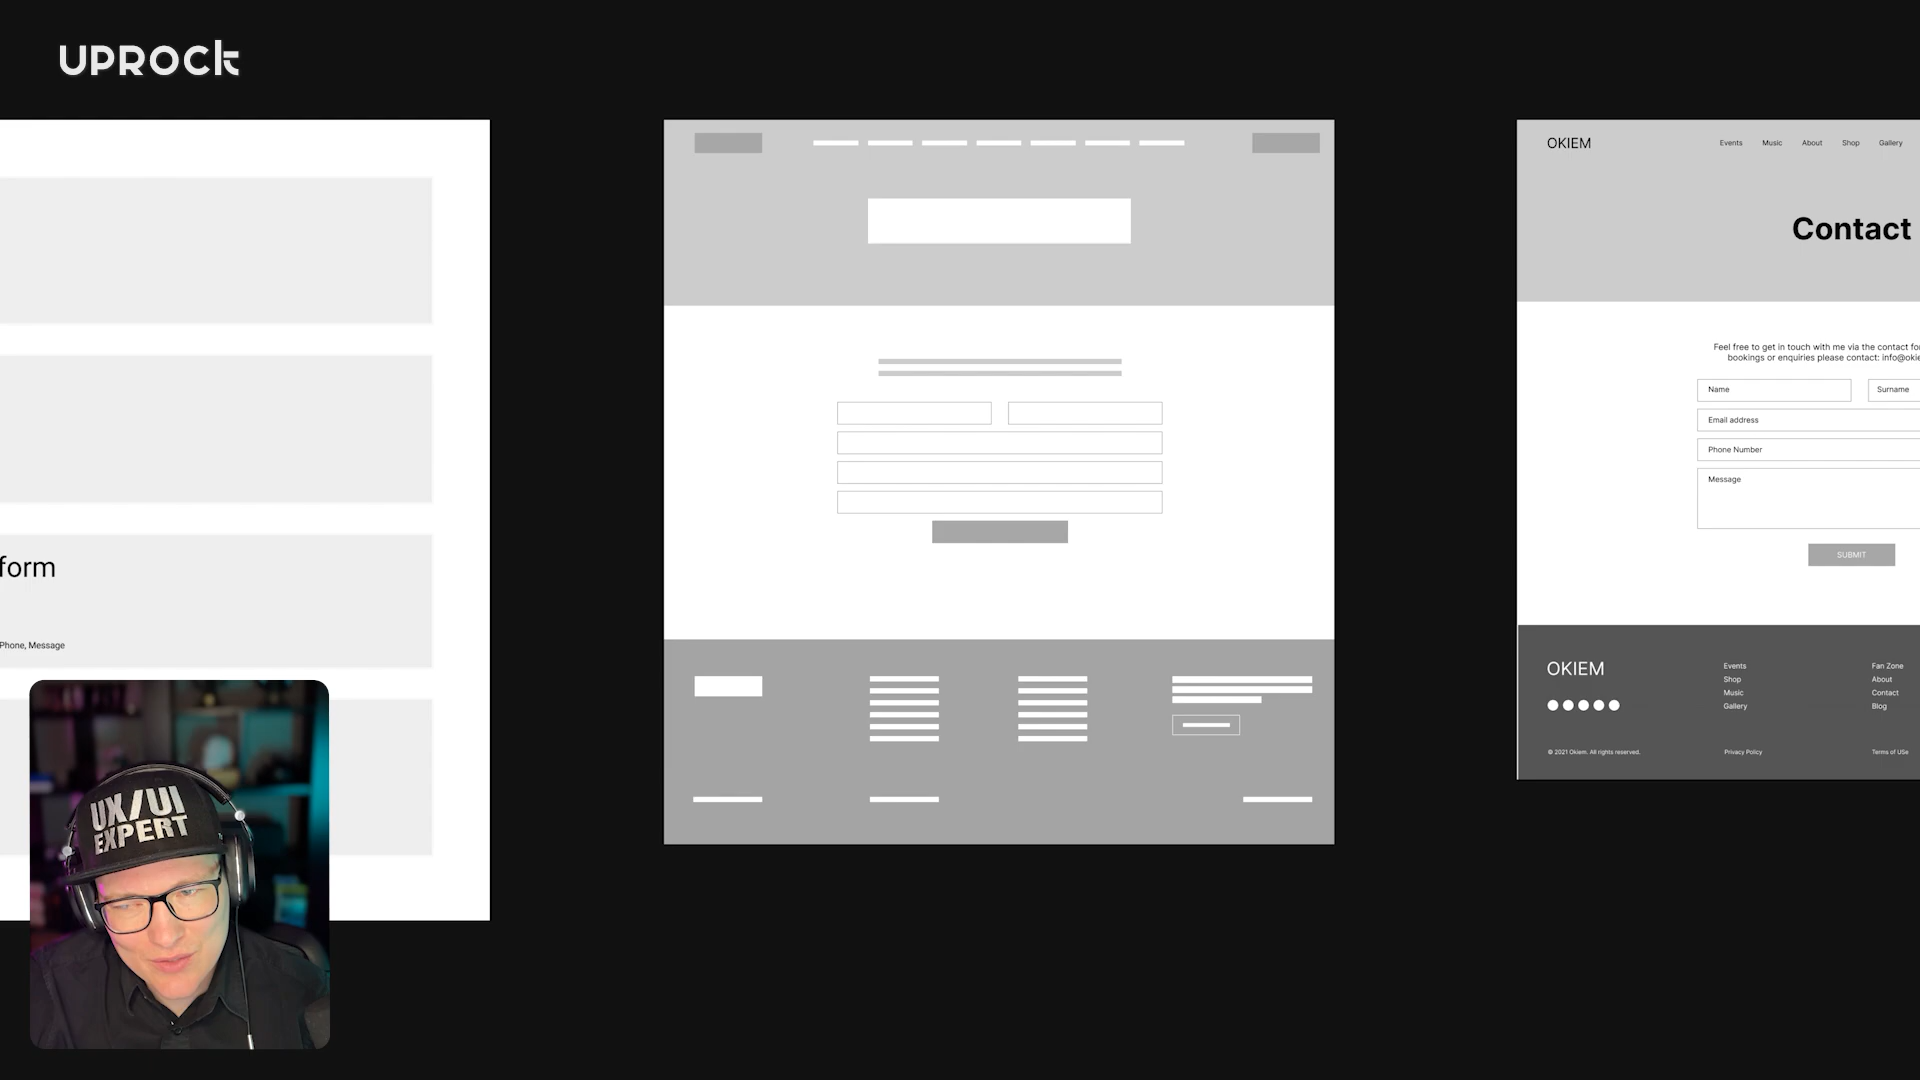 UPROCK
form
Phone, Message
UX/UI
EXPERT
OKIEM
Events Music About Shop Gallery
Contact
Feel free to get in touch with me via the contact
bookings or enquiries please contact:
Name
Surname
Email address
Phone Number
Message
SUBMIT
OKIEM
Events
Shop
Music
Gallery
Fan Zone
About
Contact
Blog
© 2021 Okiem. All rights reserved.
Privacy Policy
Terms of USe